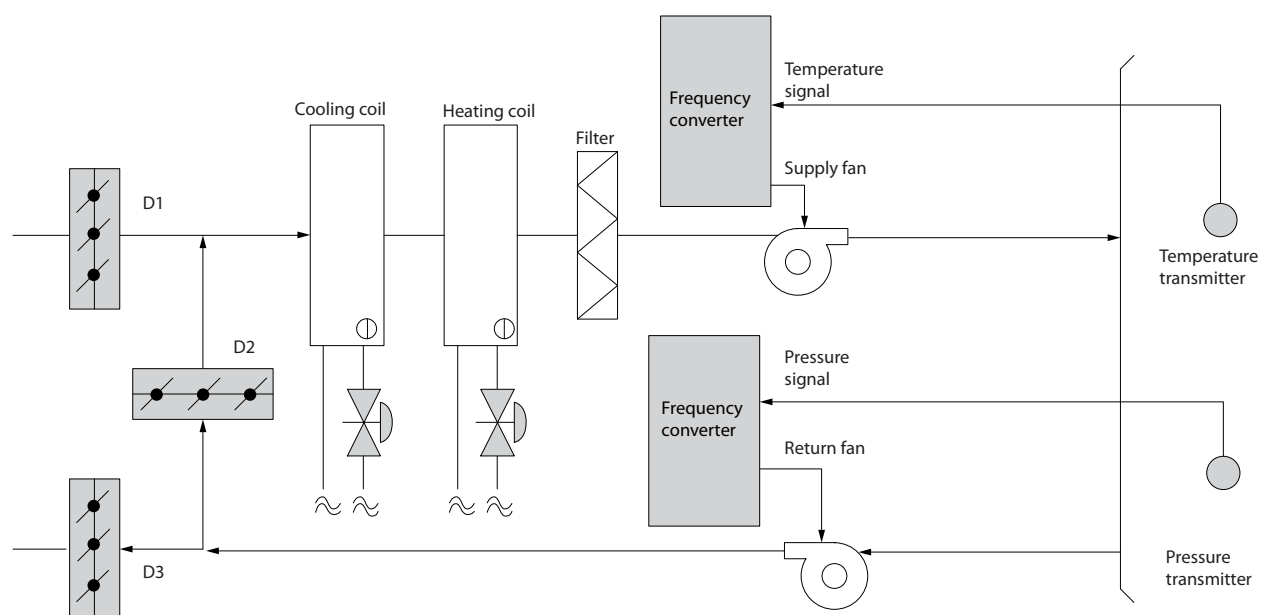 Temperature
signal
Frequency
converter
Cooling coil
Heating coil
Filter
Supply fan
D1
Temperature
transmitter
D2
Pressure
signal
Frequency
converter
Return fan
D3
Pressure
transmitter